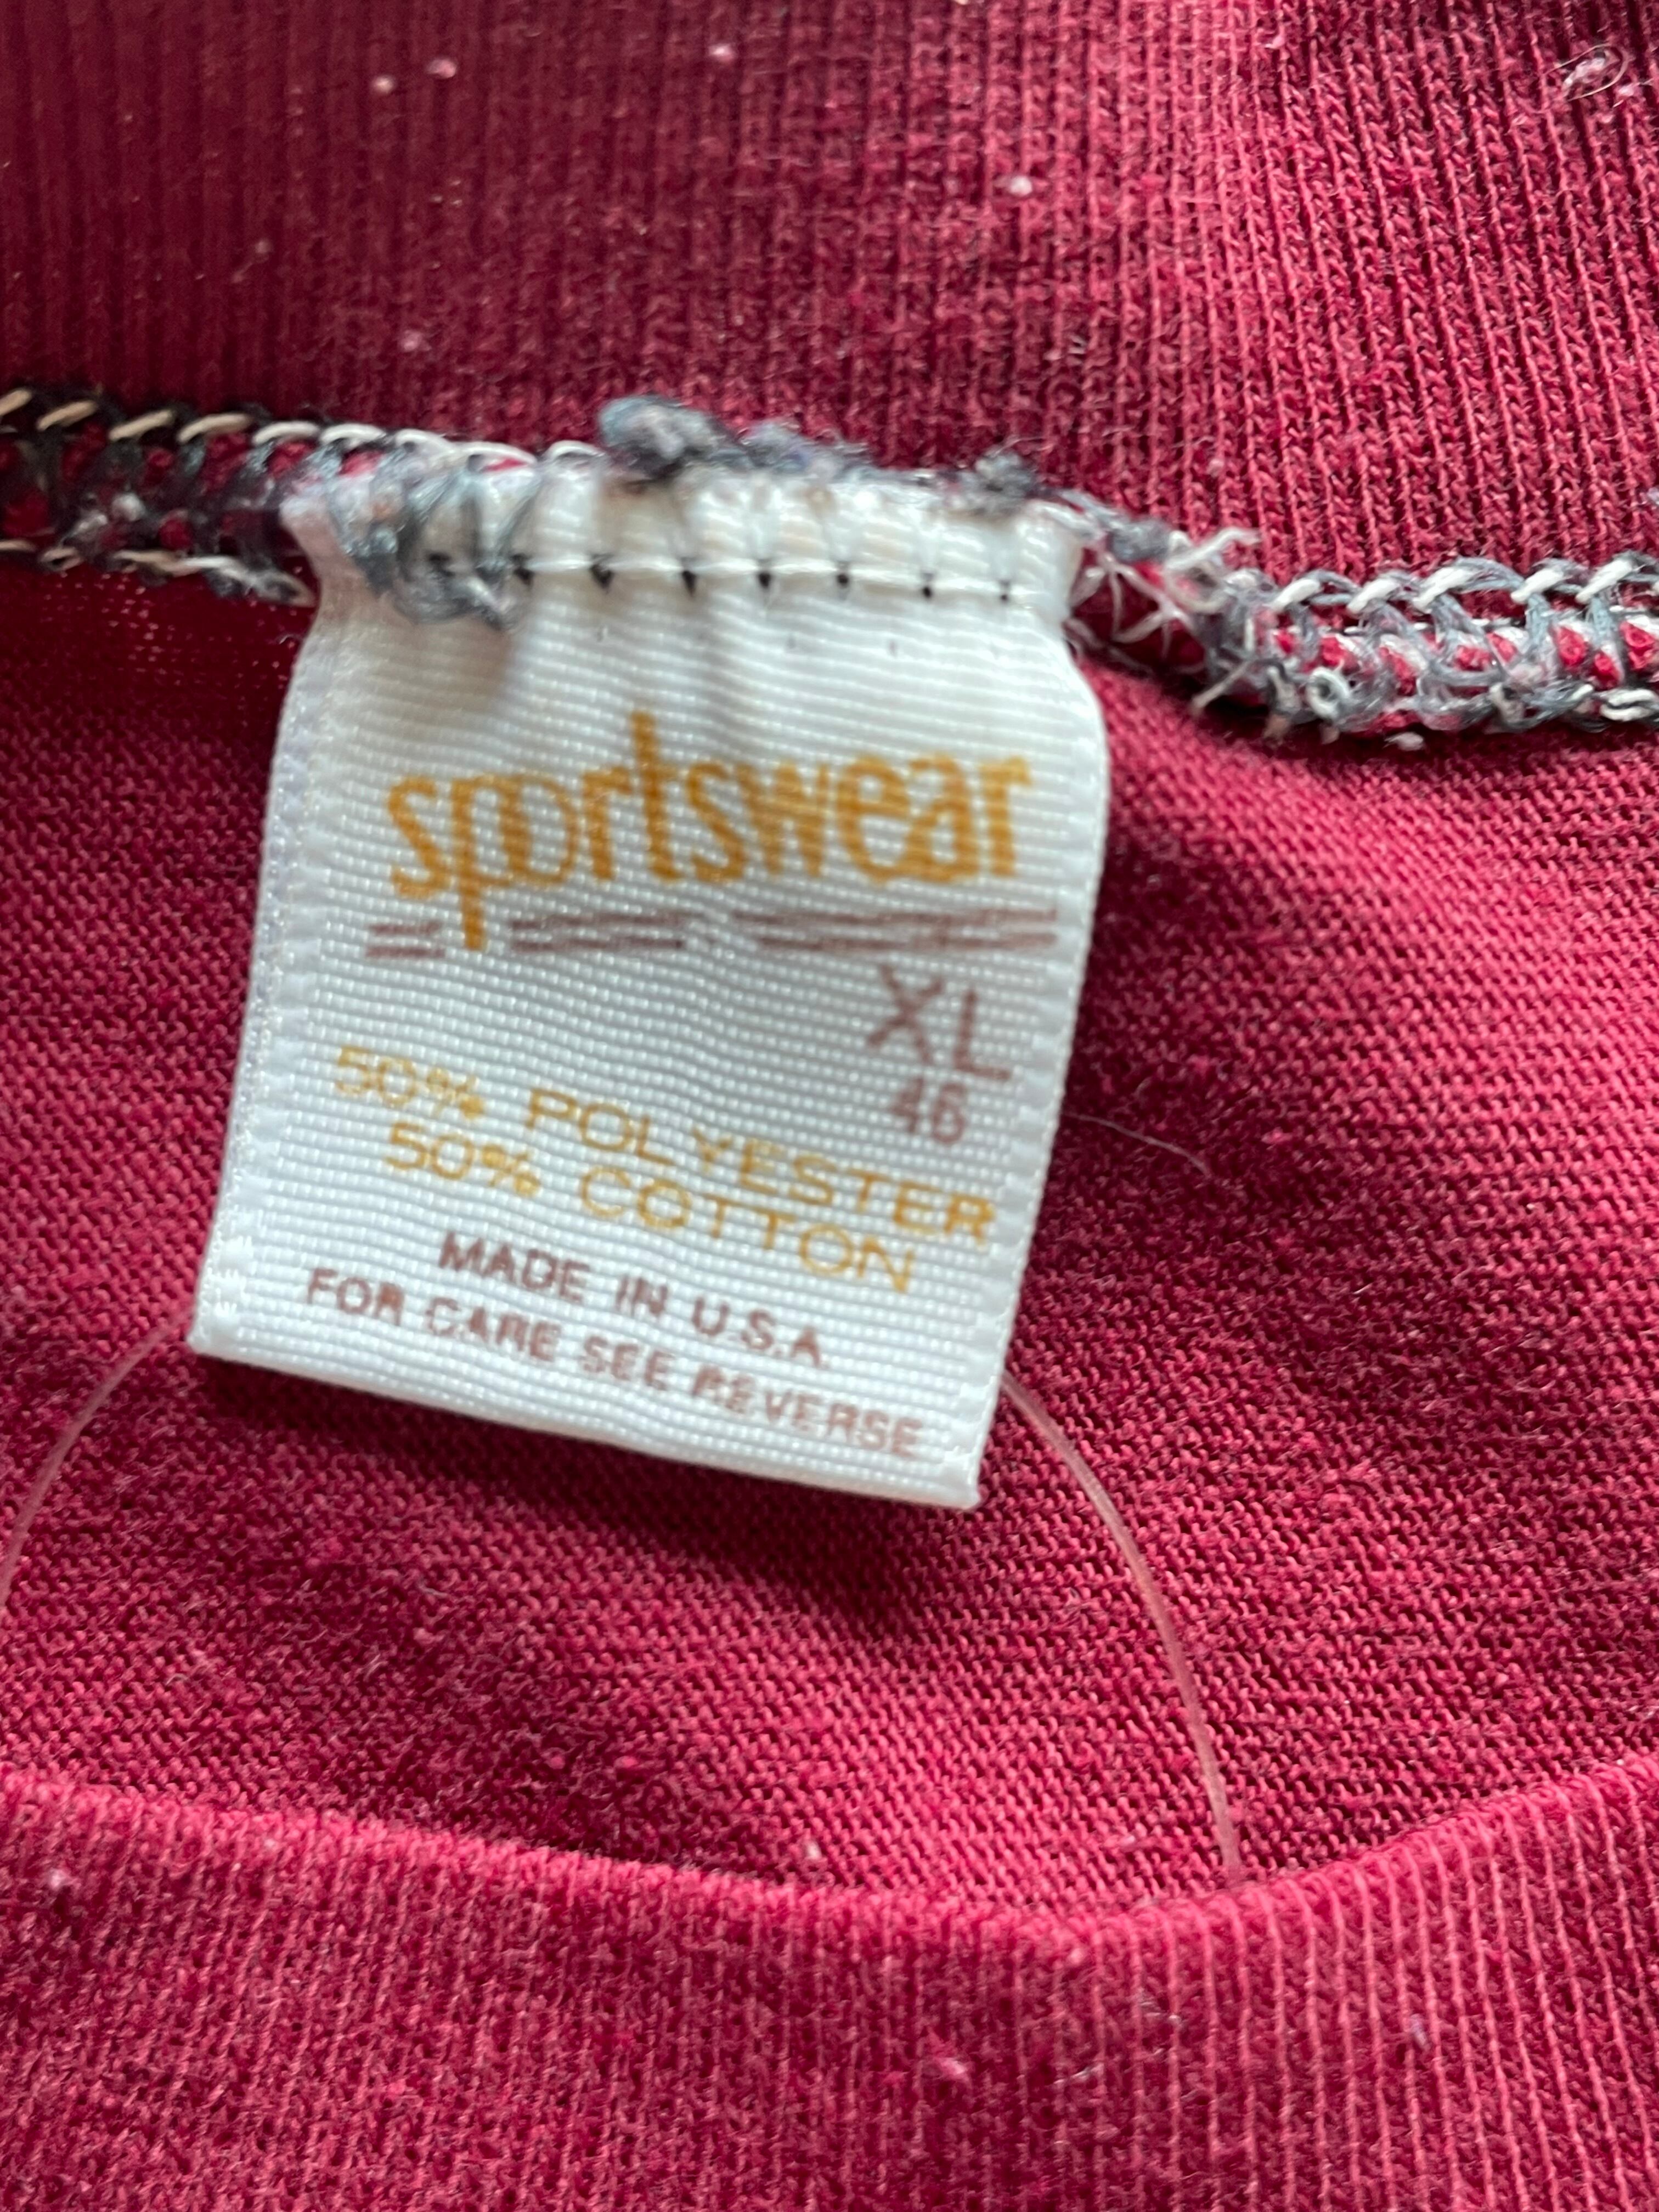 sportswear
XL
46
50% POLYESTER
50% COTTON
MADE IN U.S.A.
FOR CARE SEE REVERSE